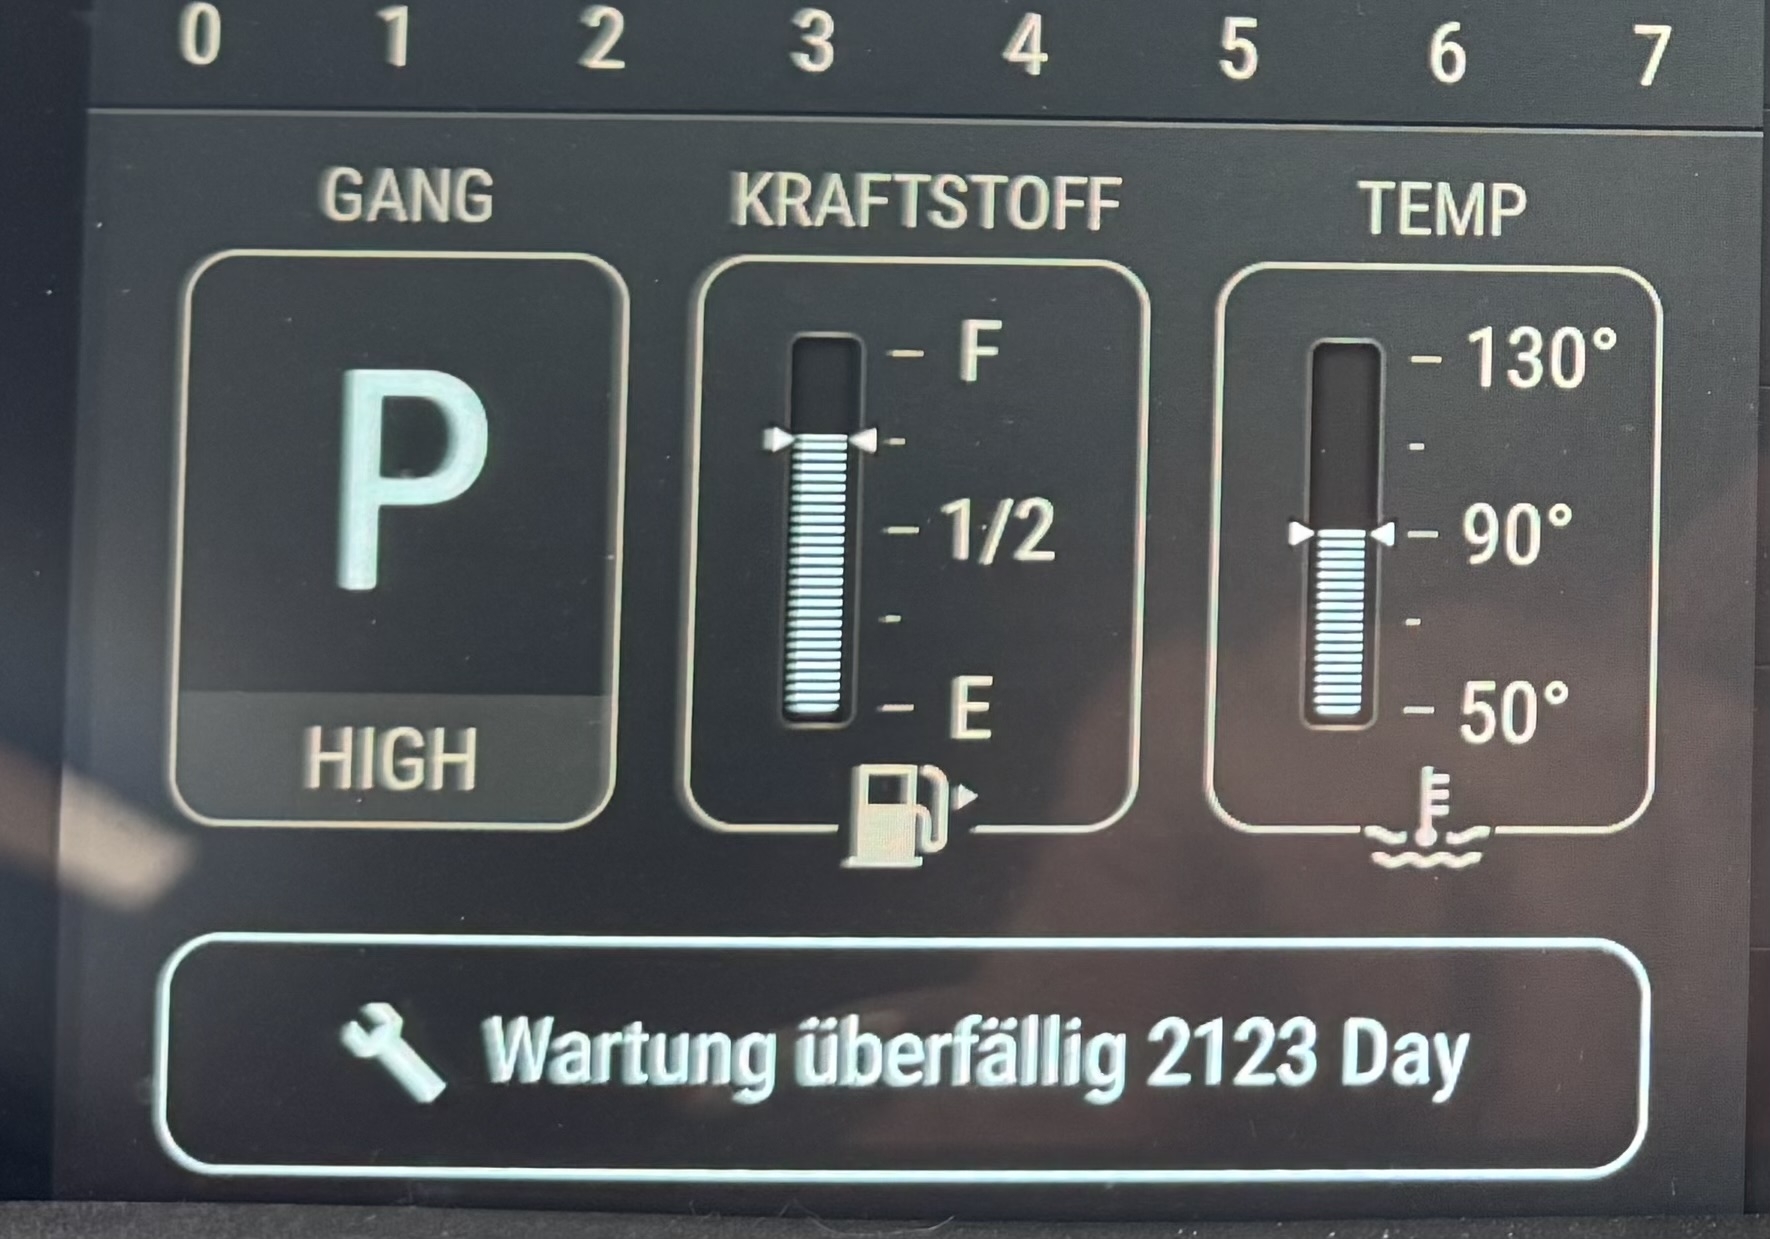 0 1 2 3 4 5 6 7
GANG KRAFTSTOFF TEMP
F 130°
P 1/2 90°
E 50°
HIGH
Wartung überfällig 2123 Day